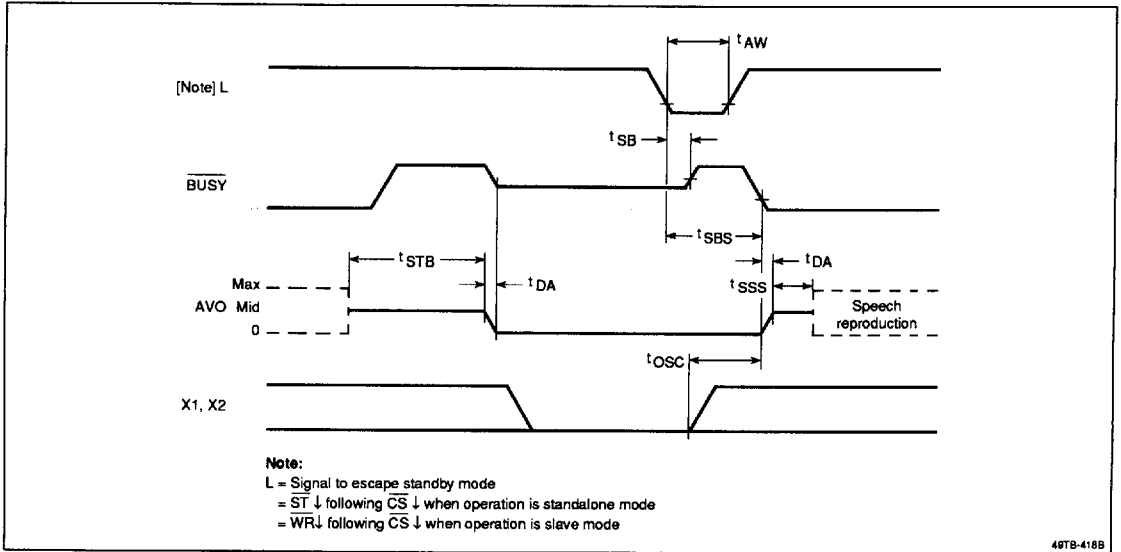 tAW
[Note] L
tSB
BUSY
tSBS
tSTB
tDA
tDA
tSSS
Max
AVO Mid
0
Speech
reproduction
tOSC
X1, X2
Note:
L = Signal to escape standby mode
= ST ↓ following CS ↓ when operation is standalone mode
= WR↓ following CS ↓ when operation is slave mode
49TB-418B